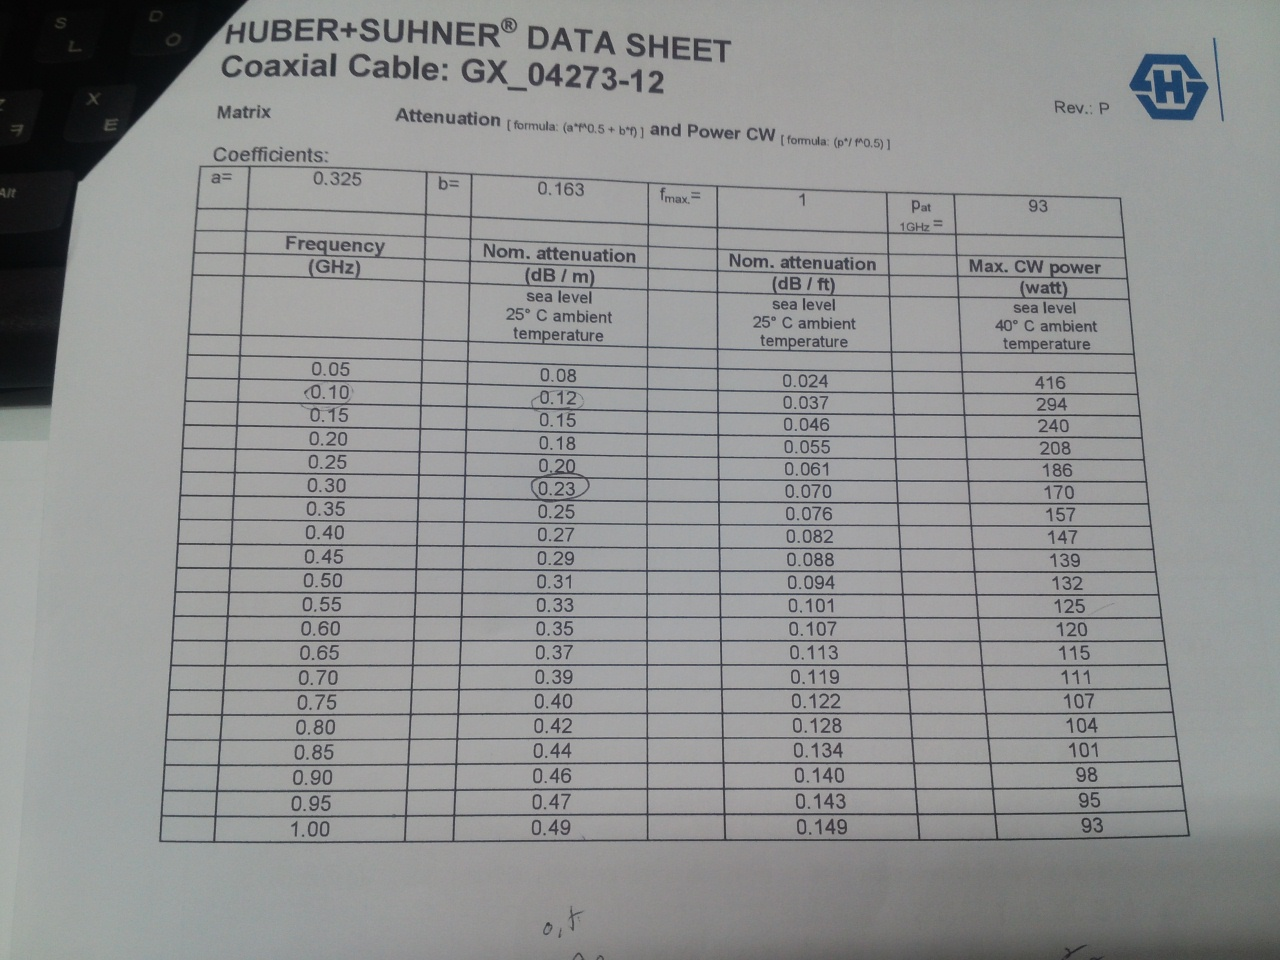 HUBER+SUHNER® DATA SHEET
Coaxial Cable: GX_04273-12
Rev.: P
Matrix Attenuation [ formula: (a*f^0.5 + b*f) ] and Power CW [ formula: (p*/ f^0.5) ]
Coefficients:
a= 0.325 b= 0.163 fmax.= 1 Pat 1GHz = 93
Frequency (GHz)
Nom. attenuation (dB / m)
Nom. attenuation (dB / ft)
Max. CW power (watt)
sea level 25° C ambient temperature
sea level 25° C ambient temperature
sea level 40° C ambient temperature
0.05 0.08 0.024 416
0.10 0.12 0.037 294
0.15 0.15 0.046 240
0.20 0.18 0.055 208
0.25 0.20 0.061 186
0.30 0.23 0.070 170
0.35 0.25 0.076 157
0.40 0.27 0.082 147
0.45 0.29 0.088 139
0.50 0.31 0.094 132
0.55 0.33 0.101 125
0.60 0.35 0.107 120
0.65 0.37 0.113 115
0.70 0.39 0.119 111
0.75 0.40 0.122 107
0.80 0.42 0.128 104
0.85 0.44 0.134 101
0.90 0.46 0.140 98
0.95 0.47 0.143 95
1.00 0.49 0.149 93
S ㄴ
D ㅇ
X ㅌ
ㅋ
Alt
H